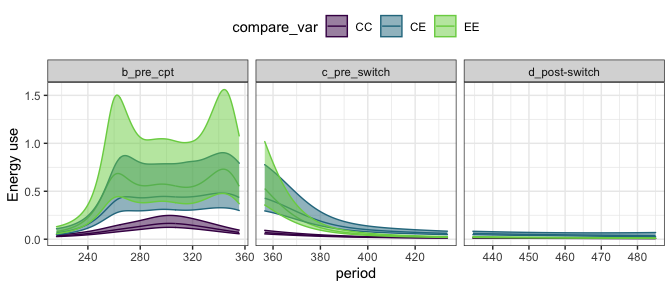 compare_var CC CE EE
b_pre_cpt c_pre_switch d_post-switch
Energy use
1.5
1.0
0.5
0.0
240 280 320 360 360 380 400 420 440 450 460 470 480
period